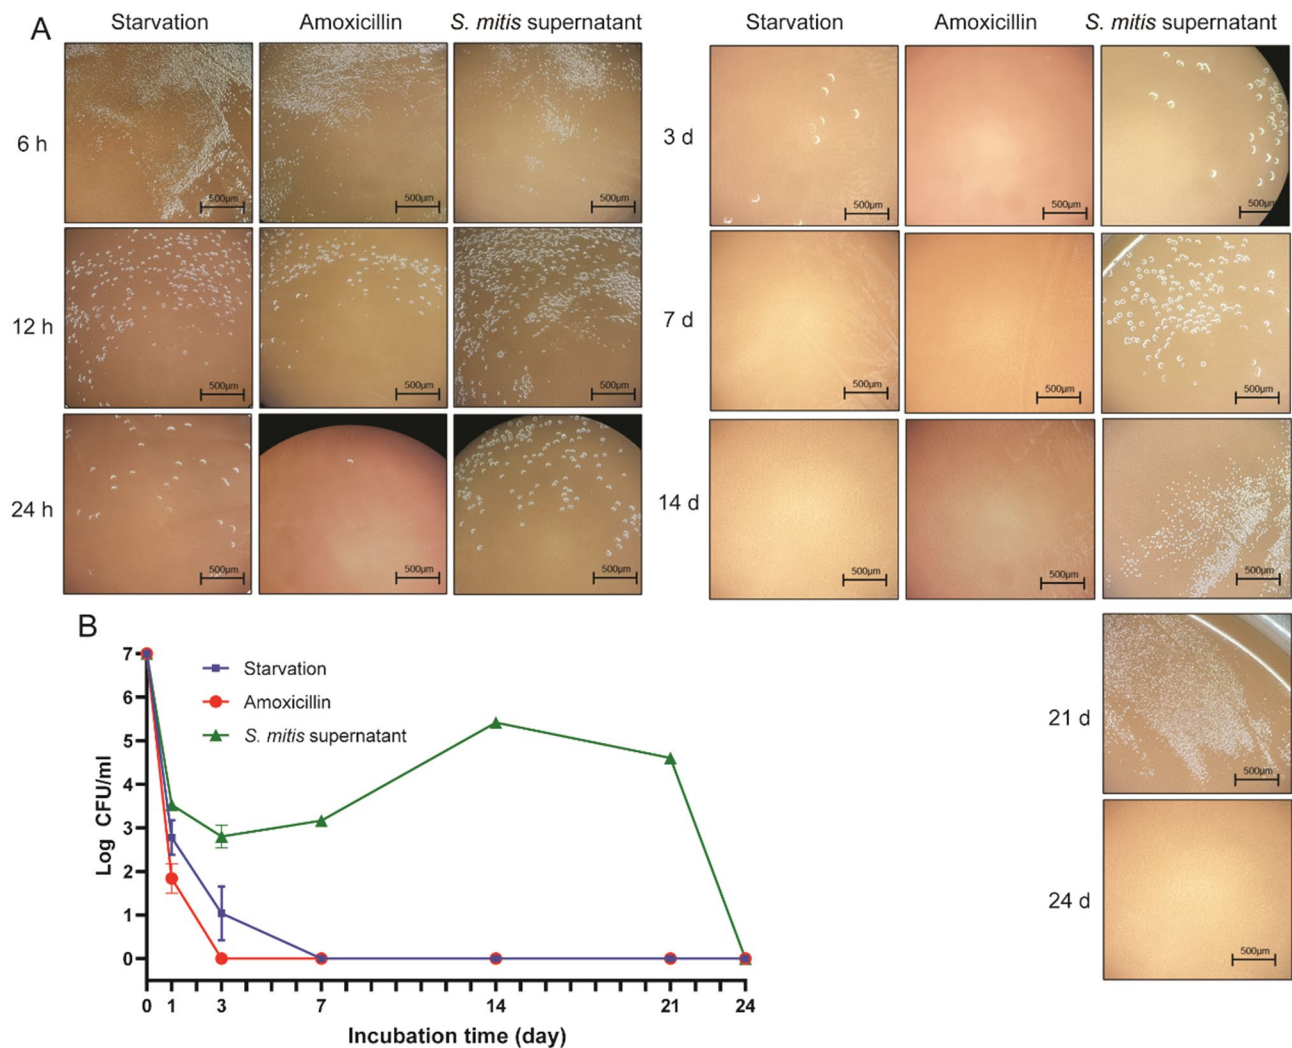 A
Starvation Amoxicillin S. mitis supernatant
6 h
500µm 500µm 500µm
12 h
500µm 500µm 500µm
24 h
500µm 500µm 500µm
Starvation Amoxicillin S. mitis supernatant
3 d
500µm 500µm 500µm
7 d
500µm 500µm 500µm
14 d
500µm 500µm 500µm
21 d
500µm
24 d
500µm
B
Starvation
Amoxicillin
S. mitis supernatant
Log CFU/ml
7
6
5
4
3
2
1
0
0 1 3 7 14 21 24
Incubation time (day)